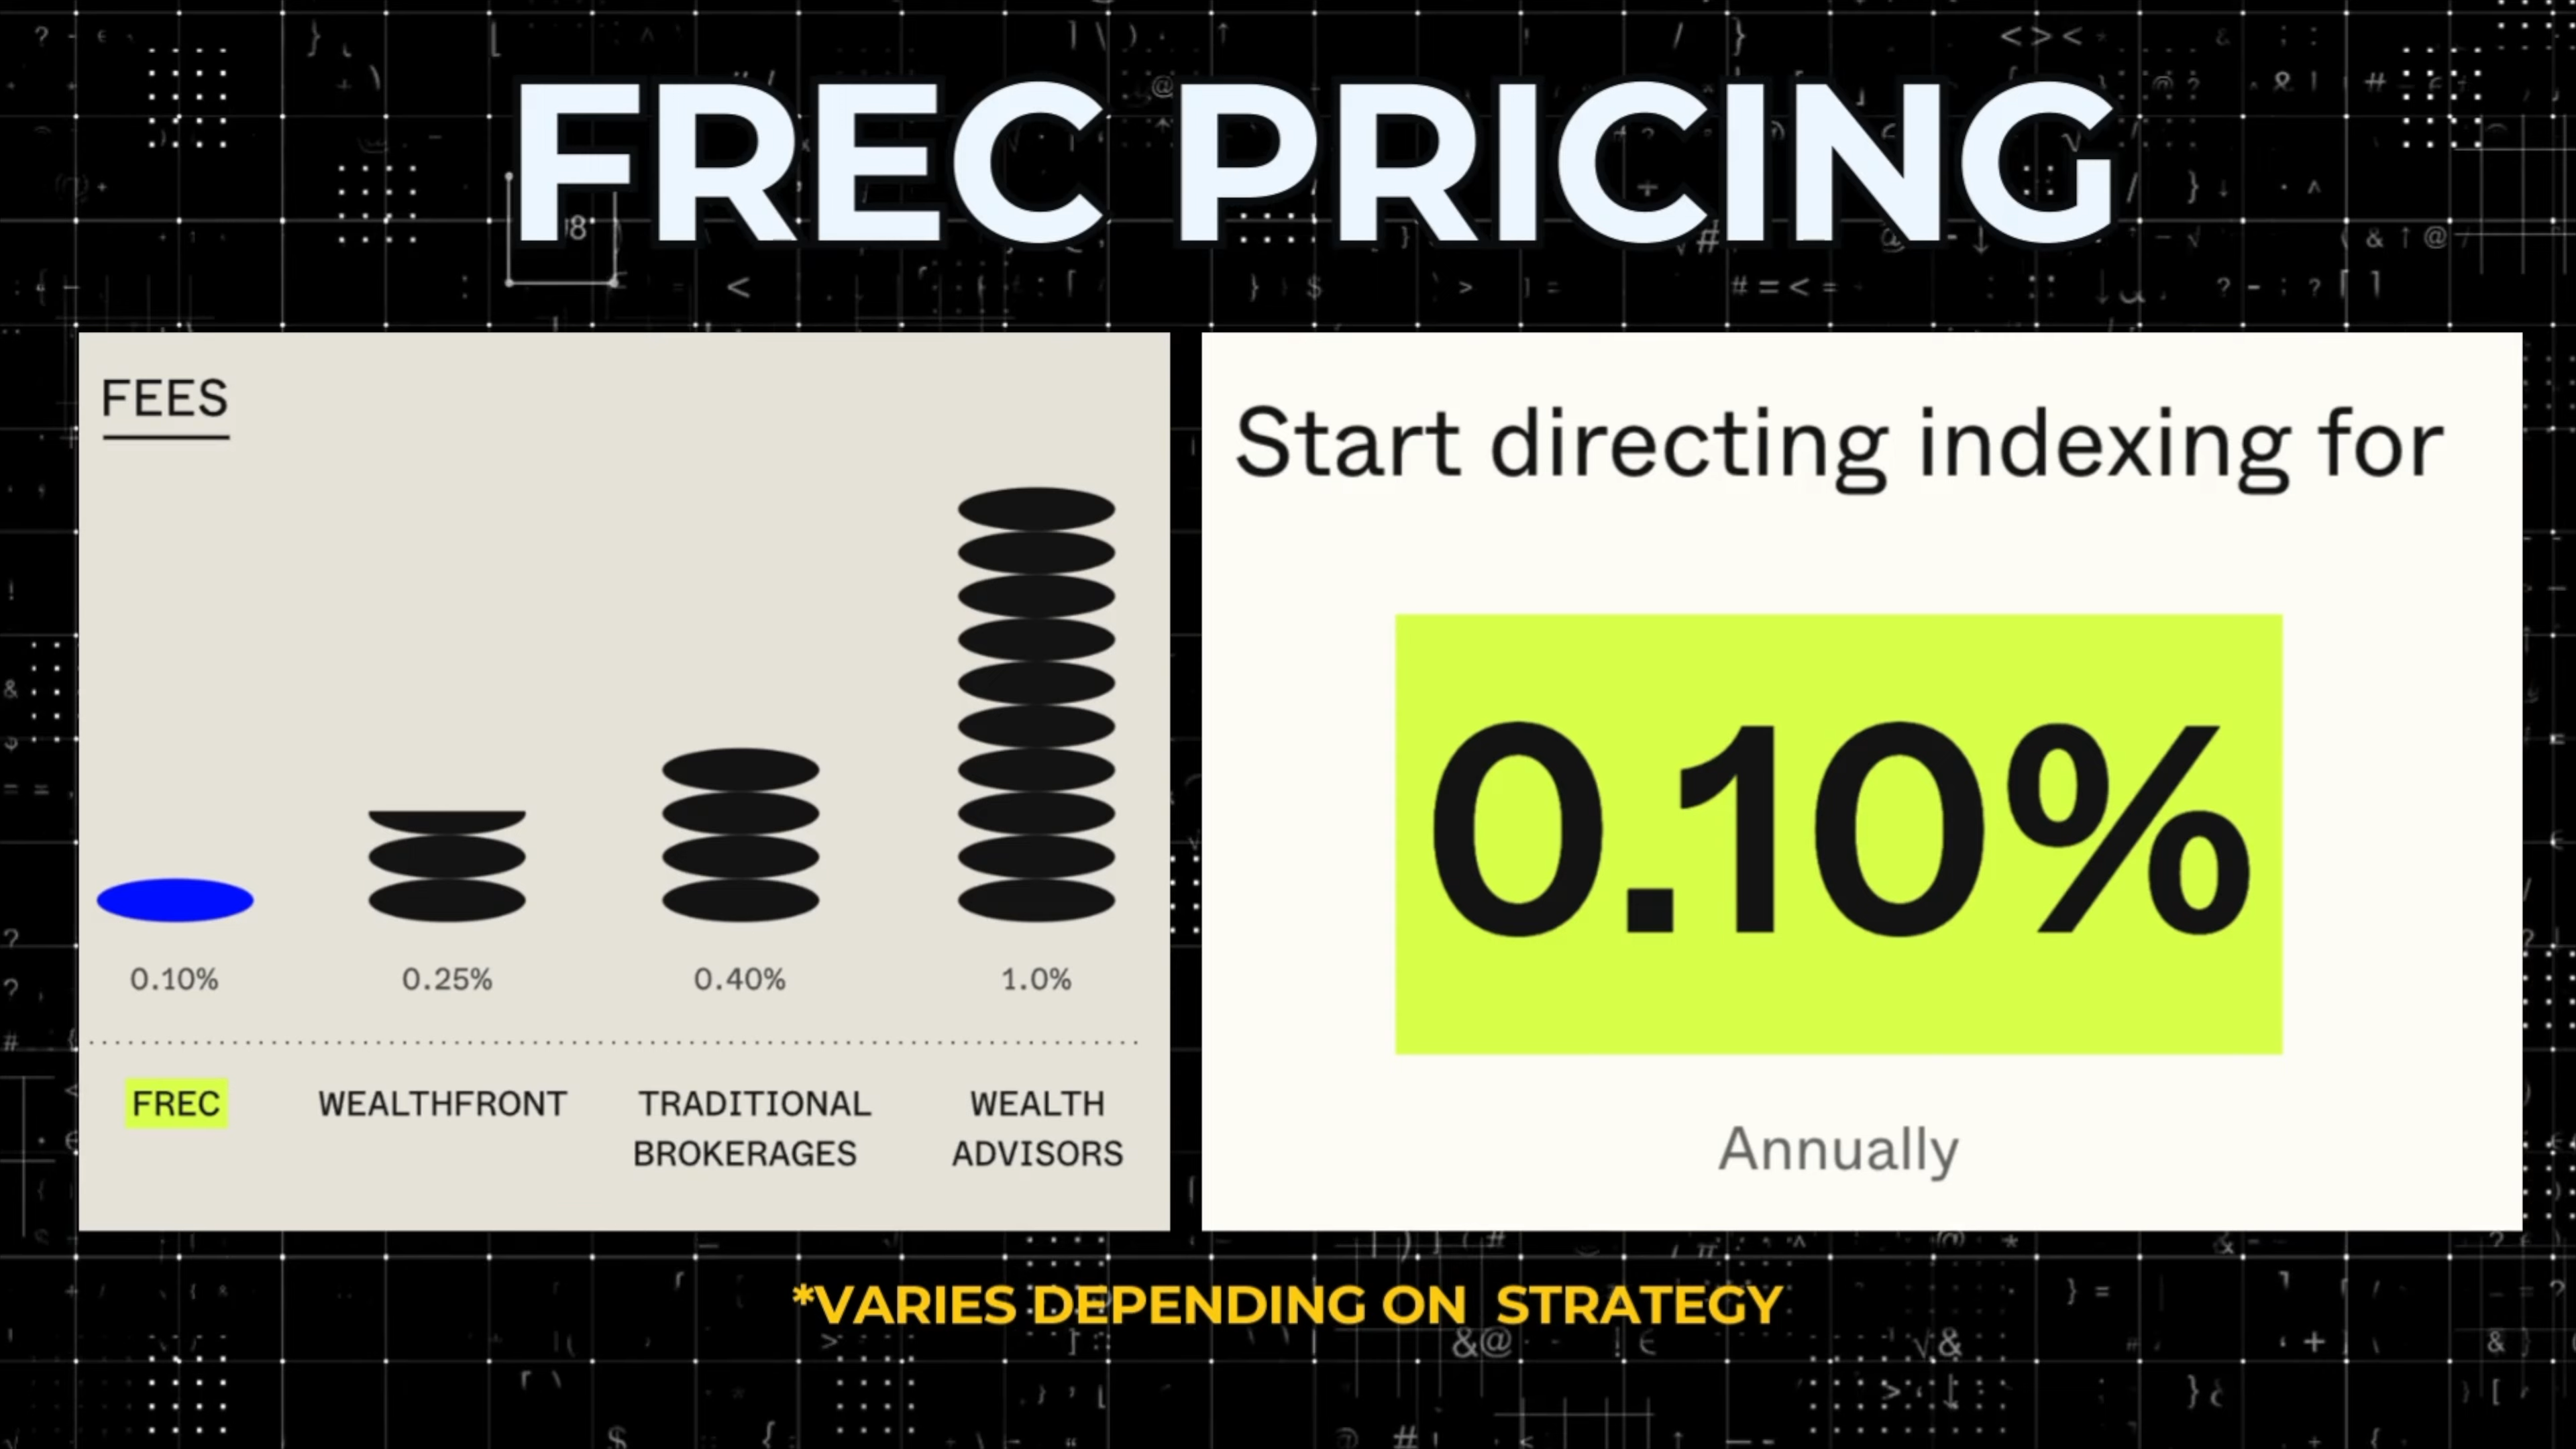 FREC PRICING
FEES
0.10%
0.25%
0.40%
1.0%
FREC
WEALTHFRONT
TRADITIONAL
BROKERAGES
WEALTH
ADVISORS
Start directing indexing for
0.10%
Annually
*VARIES DEPENDING ON STRATEGY